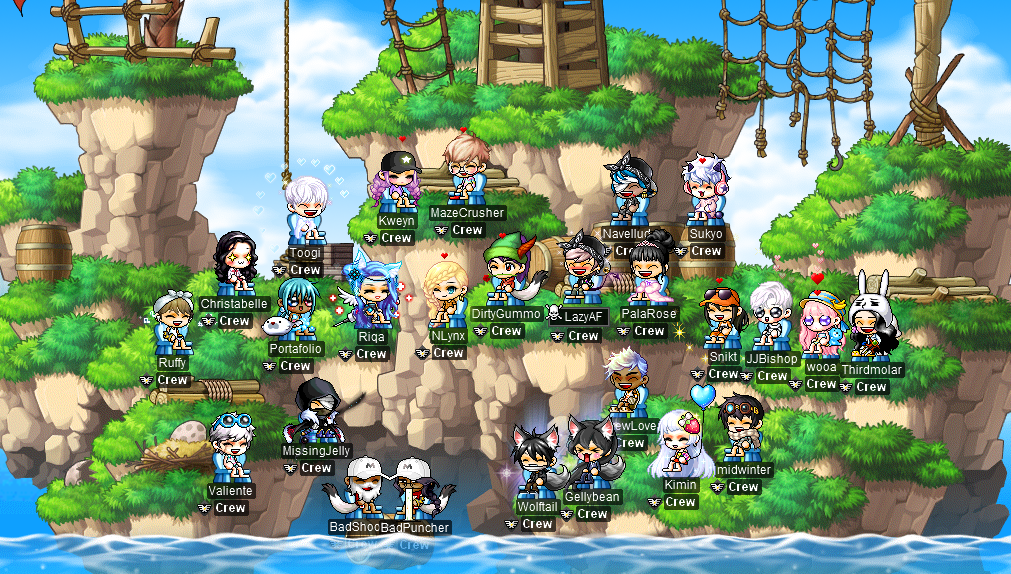 Kweyn
Crew
MazeCrusher
Crew
Crew
Sukyo
Crew
Toogi
Crew
Christabelle
Crew
Portafolio
Crew
Riqa
Crew
NLynx
Crew
DirtyGummo
Crew
LazyAF
Crew
PalaRose
Crew
Ruffy
Crew
Snikt
Crew
JJBishop
Crew
wooa
Crew
Thirdmolar
Crew
Crew
MissingJelly
Crew
Valiente
Crew
BadPuncher
Crew
Wolftail
Crew
Gellybean
Crew
Kimin
Crew
midwinter
Crew
M
M